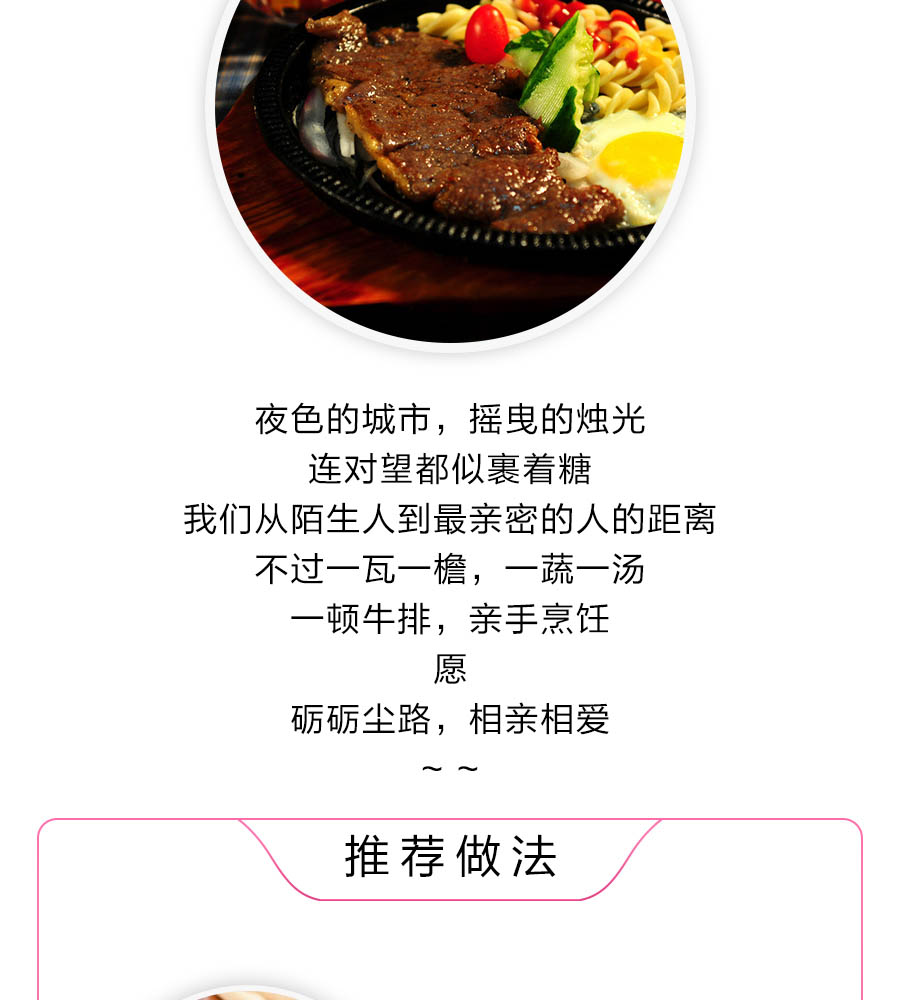 夜色的城市，摇曳的烛光
连对望都似裹着糖
我们从陌生人到最亲密的人的距离
不过一瓦一檐，一蔬一汤
一顿牛排，亲手烹饪
愿
砺砺尘路，相亲相爱
~ ~
推荐做法